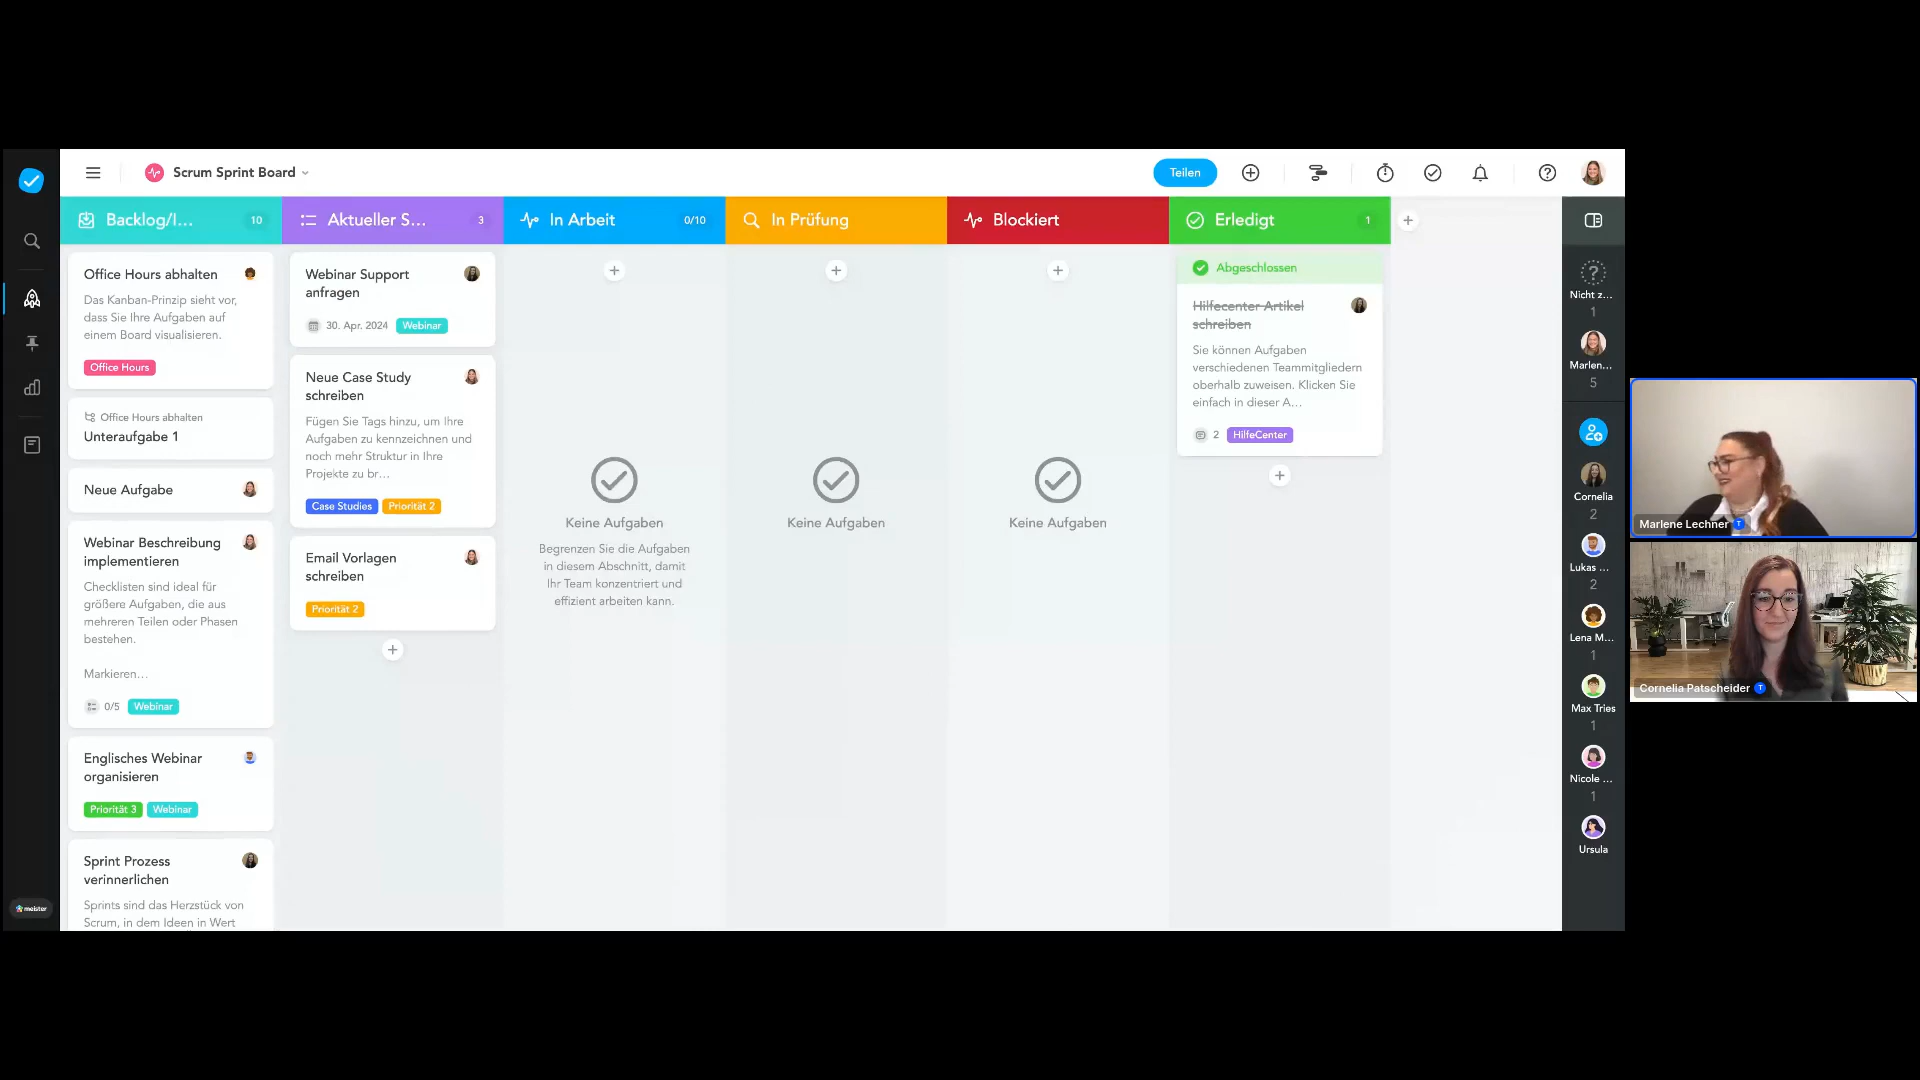 Scrum Sprint Board
Teilen
Backlog/I... 10
Aktueller S... 3
In Arbeit 0/10
In Prüfung
Blockiert
Erledigt 1
Office Hours abhalten
Das Kanban-Prinzip sieht vor,
dass Sie Ihre Aufgaben auf
einem Board visualisieren.
Office Hours
Office Hours abhalten
Unteraufgabe 1
Neue Aufgabe
Webinar Beschreibung
implementieren
Checklisten sind ideal für
größere Aufgaben, die aus
mehreren Teilen oder Phasen
bestehen.
Markieren...
0/5 Webinar
Englisches Webinar
organisieren
Priorität 3 Webinar
Sprint Prozess
verinnerlichen
Sprints sind das Herzstück von
Scrum, in dem Ideen in Wert
Webinar Support
anfragen
30. Apr. 2024 Webinar
Neue Case Study
schreiben
Fügen Sie Tags hinzu, um Ihre
Aufgaben zu kennzeichnen und
noch mehr Struktur in Ihre
Projekte zu br...
Case Studies Priorität 2
Email Vorlagen
schreiben
Priorität 2
Keine Aufgaben
Begrenzen Sie die Aufgaben
in diesem Abschnitt, damit
Ihr Team konzentriert und
effizient arbeiten kann.
Keine Aufgaben
Keine Aufgaben
Abgeschlossen
Hilfecenter Artikel
schreiben
Sie können Aufgaben
verschiedenen Teammitgliedern
oberhalb zuweisen. Klicken Sie
einfach in dieser A...
2 HilfeCenter
Nicht z...
1
Marlen...
5
Cornelia
2
Lukas ...
2
Lena M...
1
Max Tries
1
Nicole ...
1
Ursula
meister
Marlene Lechner T
Cornelia Patscheider T